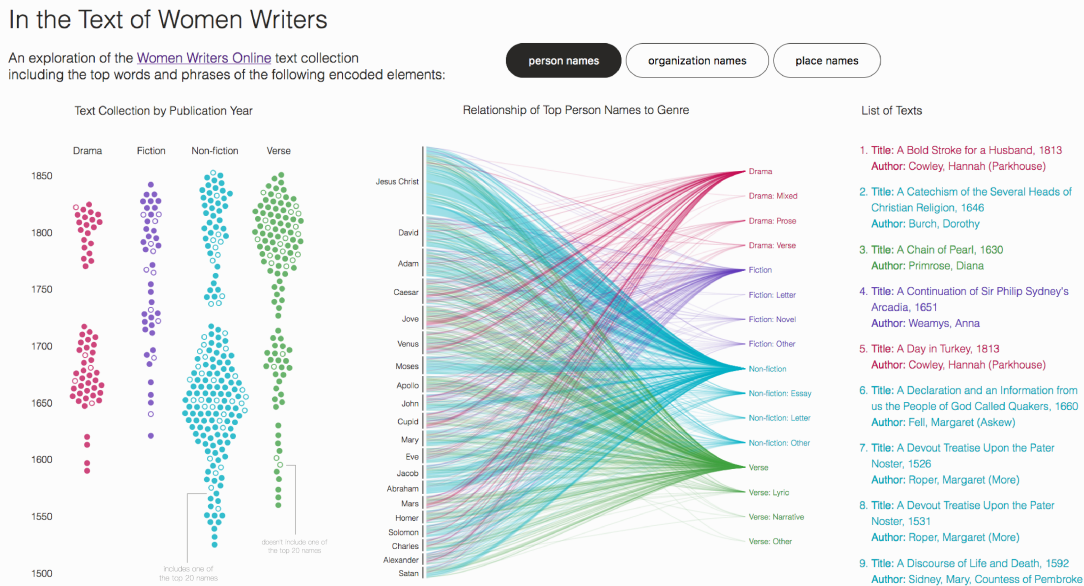 In the Text of Women Writers
An exploration of the Women Writers Online text collection
including the top words and phrases of the following encoded elements:
person names
organization names
place names
Text Collection by Publication Year
Drama
Fiction
Non-fiction
Verse
1850
1800
1750
1700
1650
1600
1550
1500
includes one of
the top 20 names
doesn't include one of
the top 20 names
Relationship of Top Person Names to Genre
Jesus Christ
David
Adam
Caesar
Jove
Venus
Moses
Apollo
John
Cupid
Mary
Eve
Jacob
Abraham
Mars
Homer
Solomon
Charles
Alexander
Satan
Drama
Drama: Mixed
Drama: Prose
Drama: Verse
Fiction
Fiction: Letter
Fiction: Novel
Fiction: Other
Non-fiction
Non-fiction: Essay
Non-fiction: Letter
Non-fiction: Other
Verse
Verse: Lyric
Verse: Narrative
Verse: Other
List of Texts
1. Title: A Bold Stroke for a Husband, 1813
Author: Cowley, Hannah (Parkhouse)
2. Title: A Catechism of the Several Heads of
Christian Religion, 1646
Author: Burch, Dorothy
3. Title: A Chain of Pearl, 1630
Author: Primrose, Diana
4. Title: A Continuation of Sir Philip Sydney's
Arcadia, 1651
Author: Weamys, Anna
5. Title: A Day in Turkey, 1813
Author: Cowley, Hannah (Parkhouse)
6. Title: A Declaration and an Information from
us the People of God Called Quakers, 1660
Author: Fell, Margaret (Askew)
7. Title: A Devout Treatise Upon the Pater
Noster, 1526
Author: Roper, Margaret (More)
8. Title: A Devout Treatise Upon the Pater
Noster, 1531
Author: Roper, Margaret (More)
9. Title: A Discourse of Life and Death, 1592
Author: Sidney, Mary, Countess of Pembroke